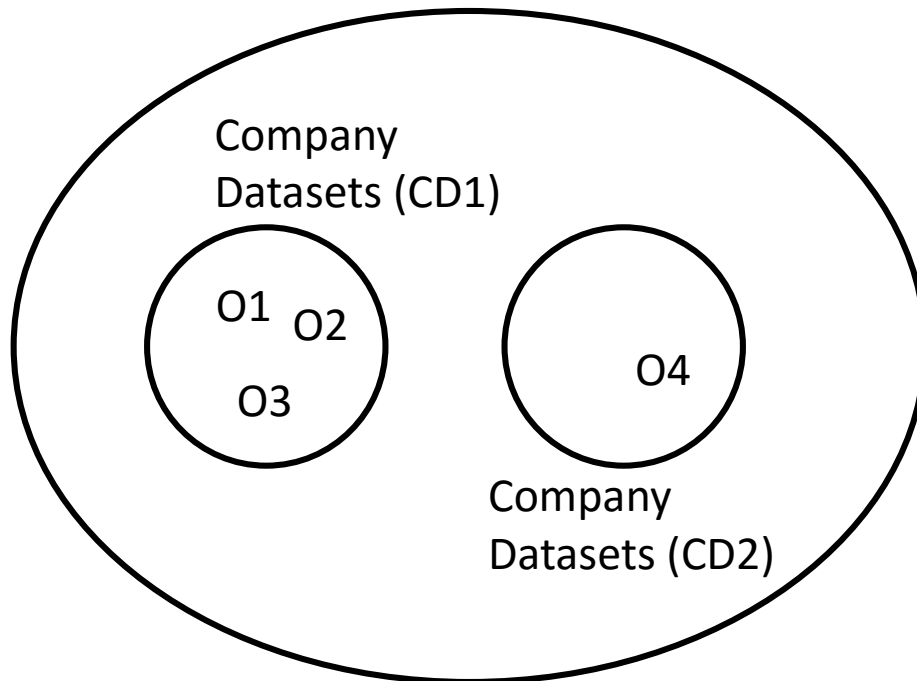 Company
Datasets (CD1)
O1
O2
O3
O4
Company
Datasets (CD2)